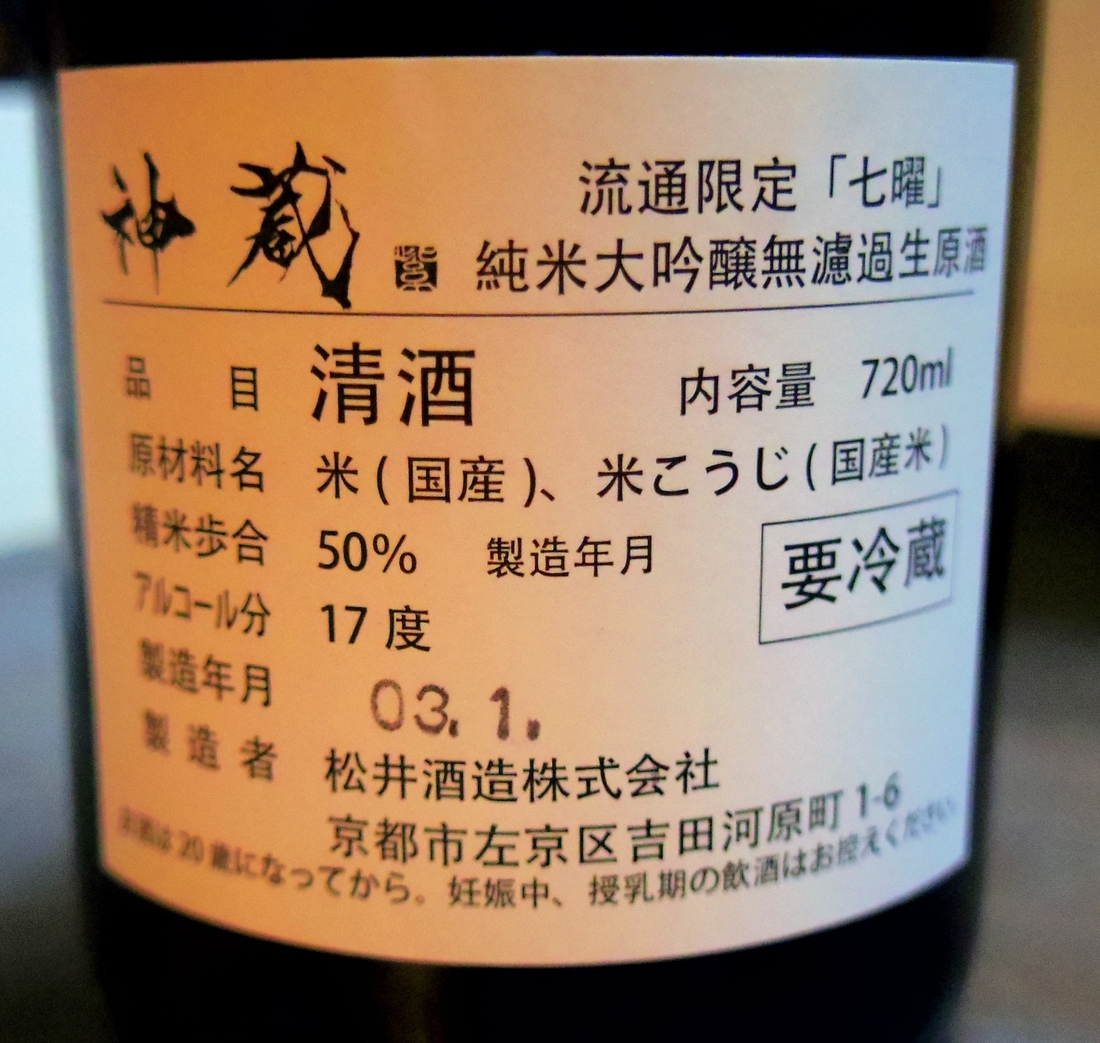 神蔵
流通限定「七曜」
純米大吟醸無濾過生原酒
品目 清酒 内容量 720ml
原材料名 米(国産)、米こうじ(国産米)
精米歩合 50% 製造年月 要冷蔵
アルコール分 17度
製造年月 03.1.
製造者 松井酒造株式会社
京都市左京区吉田河原町1-6
お酒は20歳になってから。妊娠中、授乳期の飲酒はお控えください。